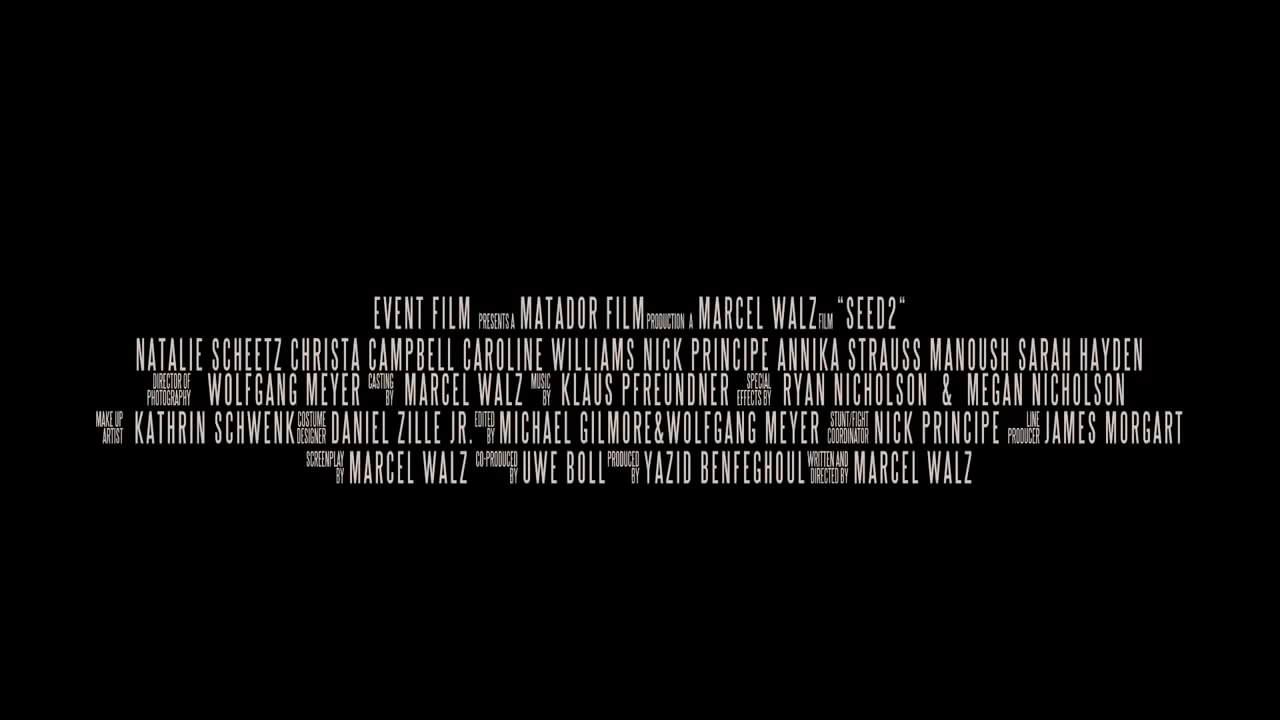 EVENT FILM PRESENTS A MATADOR FILM PRODUCTION A MARCEL WALZ FILM “SEED2“
NATALIE SCHEETZ CHRISTA CAMPBELL CAROLINE WILLIAMS NICK PRINCIPE ANNIKA STRAUSS MANOUSH SARAH HAYDEN
DIRECTOR OF PHOTOGRAPHY WOLFGANG MEYER CASTING BY MARCEL WALZ MUSIC BY KLAUS PFREUNDNER SPECIAL EFFECTS BY RYAN NICHOLSON & MEGAN NICHOLSON
MAKE UP ARTIST KATHRIN SCHWENK COSTUME DESIGNER DANIEL ZILLE JR. EDITED BY MICHAEL GILMORE&WOLFGANG MEYER STUNT/FIGHT COORDINATOR NICK PRINCIPE LINE PRODUCER JAMES MORGART
SCREENPLAY BY MARCEL WALZ CO-PRODUCED BY UWE BOLL PRODUCED BY YAZID BENFEGHOUL WRITTEN AND DIRECTED BY MARCEL WALZ